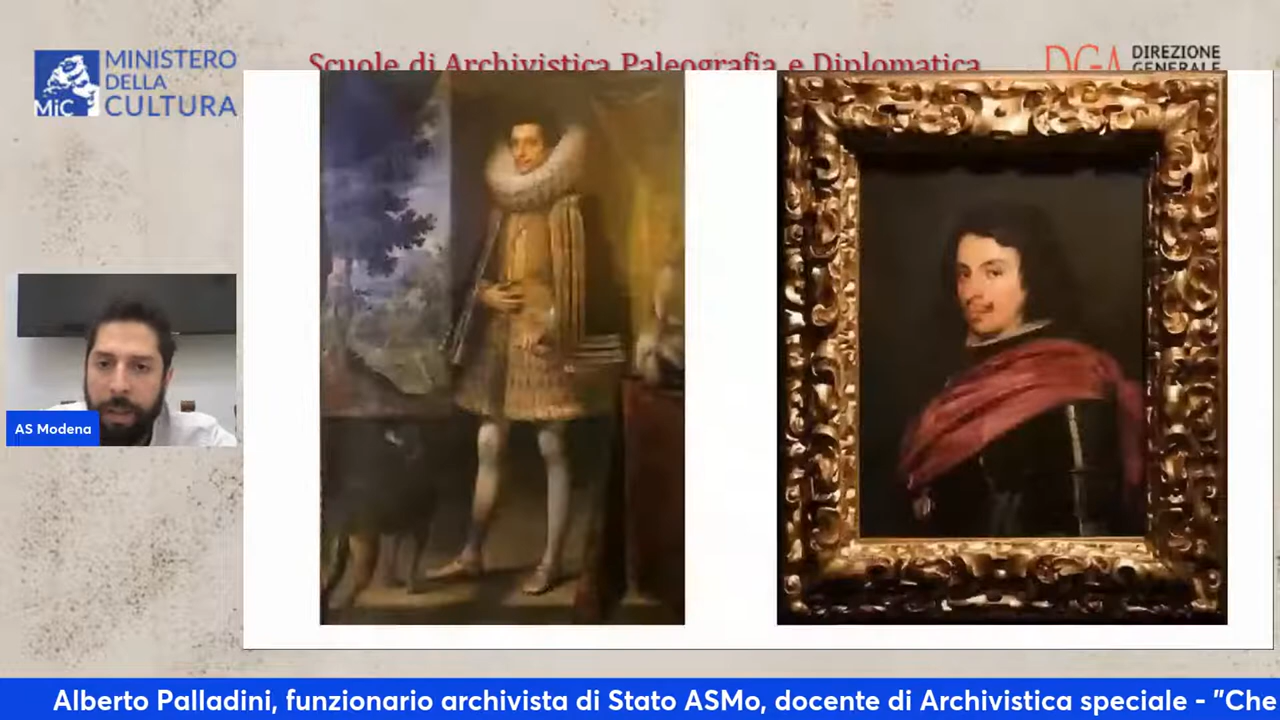 MiC
MINISTERO
DELLA
CULTURA
Scuole di Archivistica Paleografia e Diplomatica
DGA
DIREZIONE
GENERALE
AS Modena
Alberto Palladini, funzionario archivista di Stato ASMo, docente di Archivistica speciale - "Che